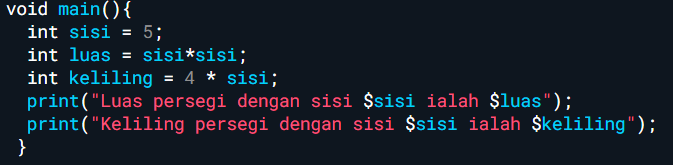 void main(){
  int sisi = 5;
  int luas = sisi*sisi;
  int keliling = 4 * sisi;
  print("Luas persegi dengan sisi $sisi ialah $luas");
  print("Keliling persegi dengan sisi $sisi ialah $keliling");
 }